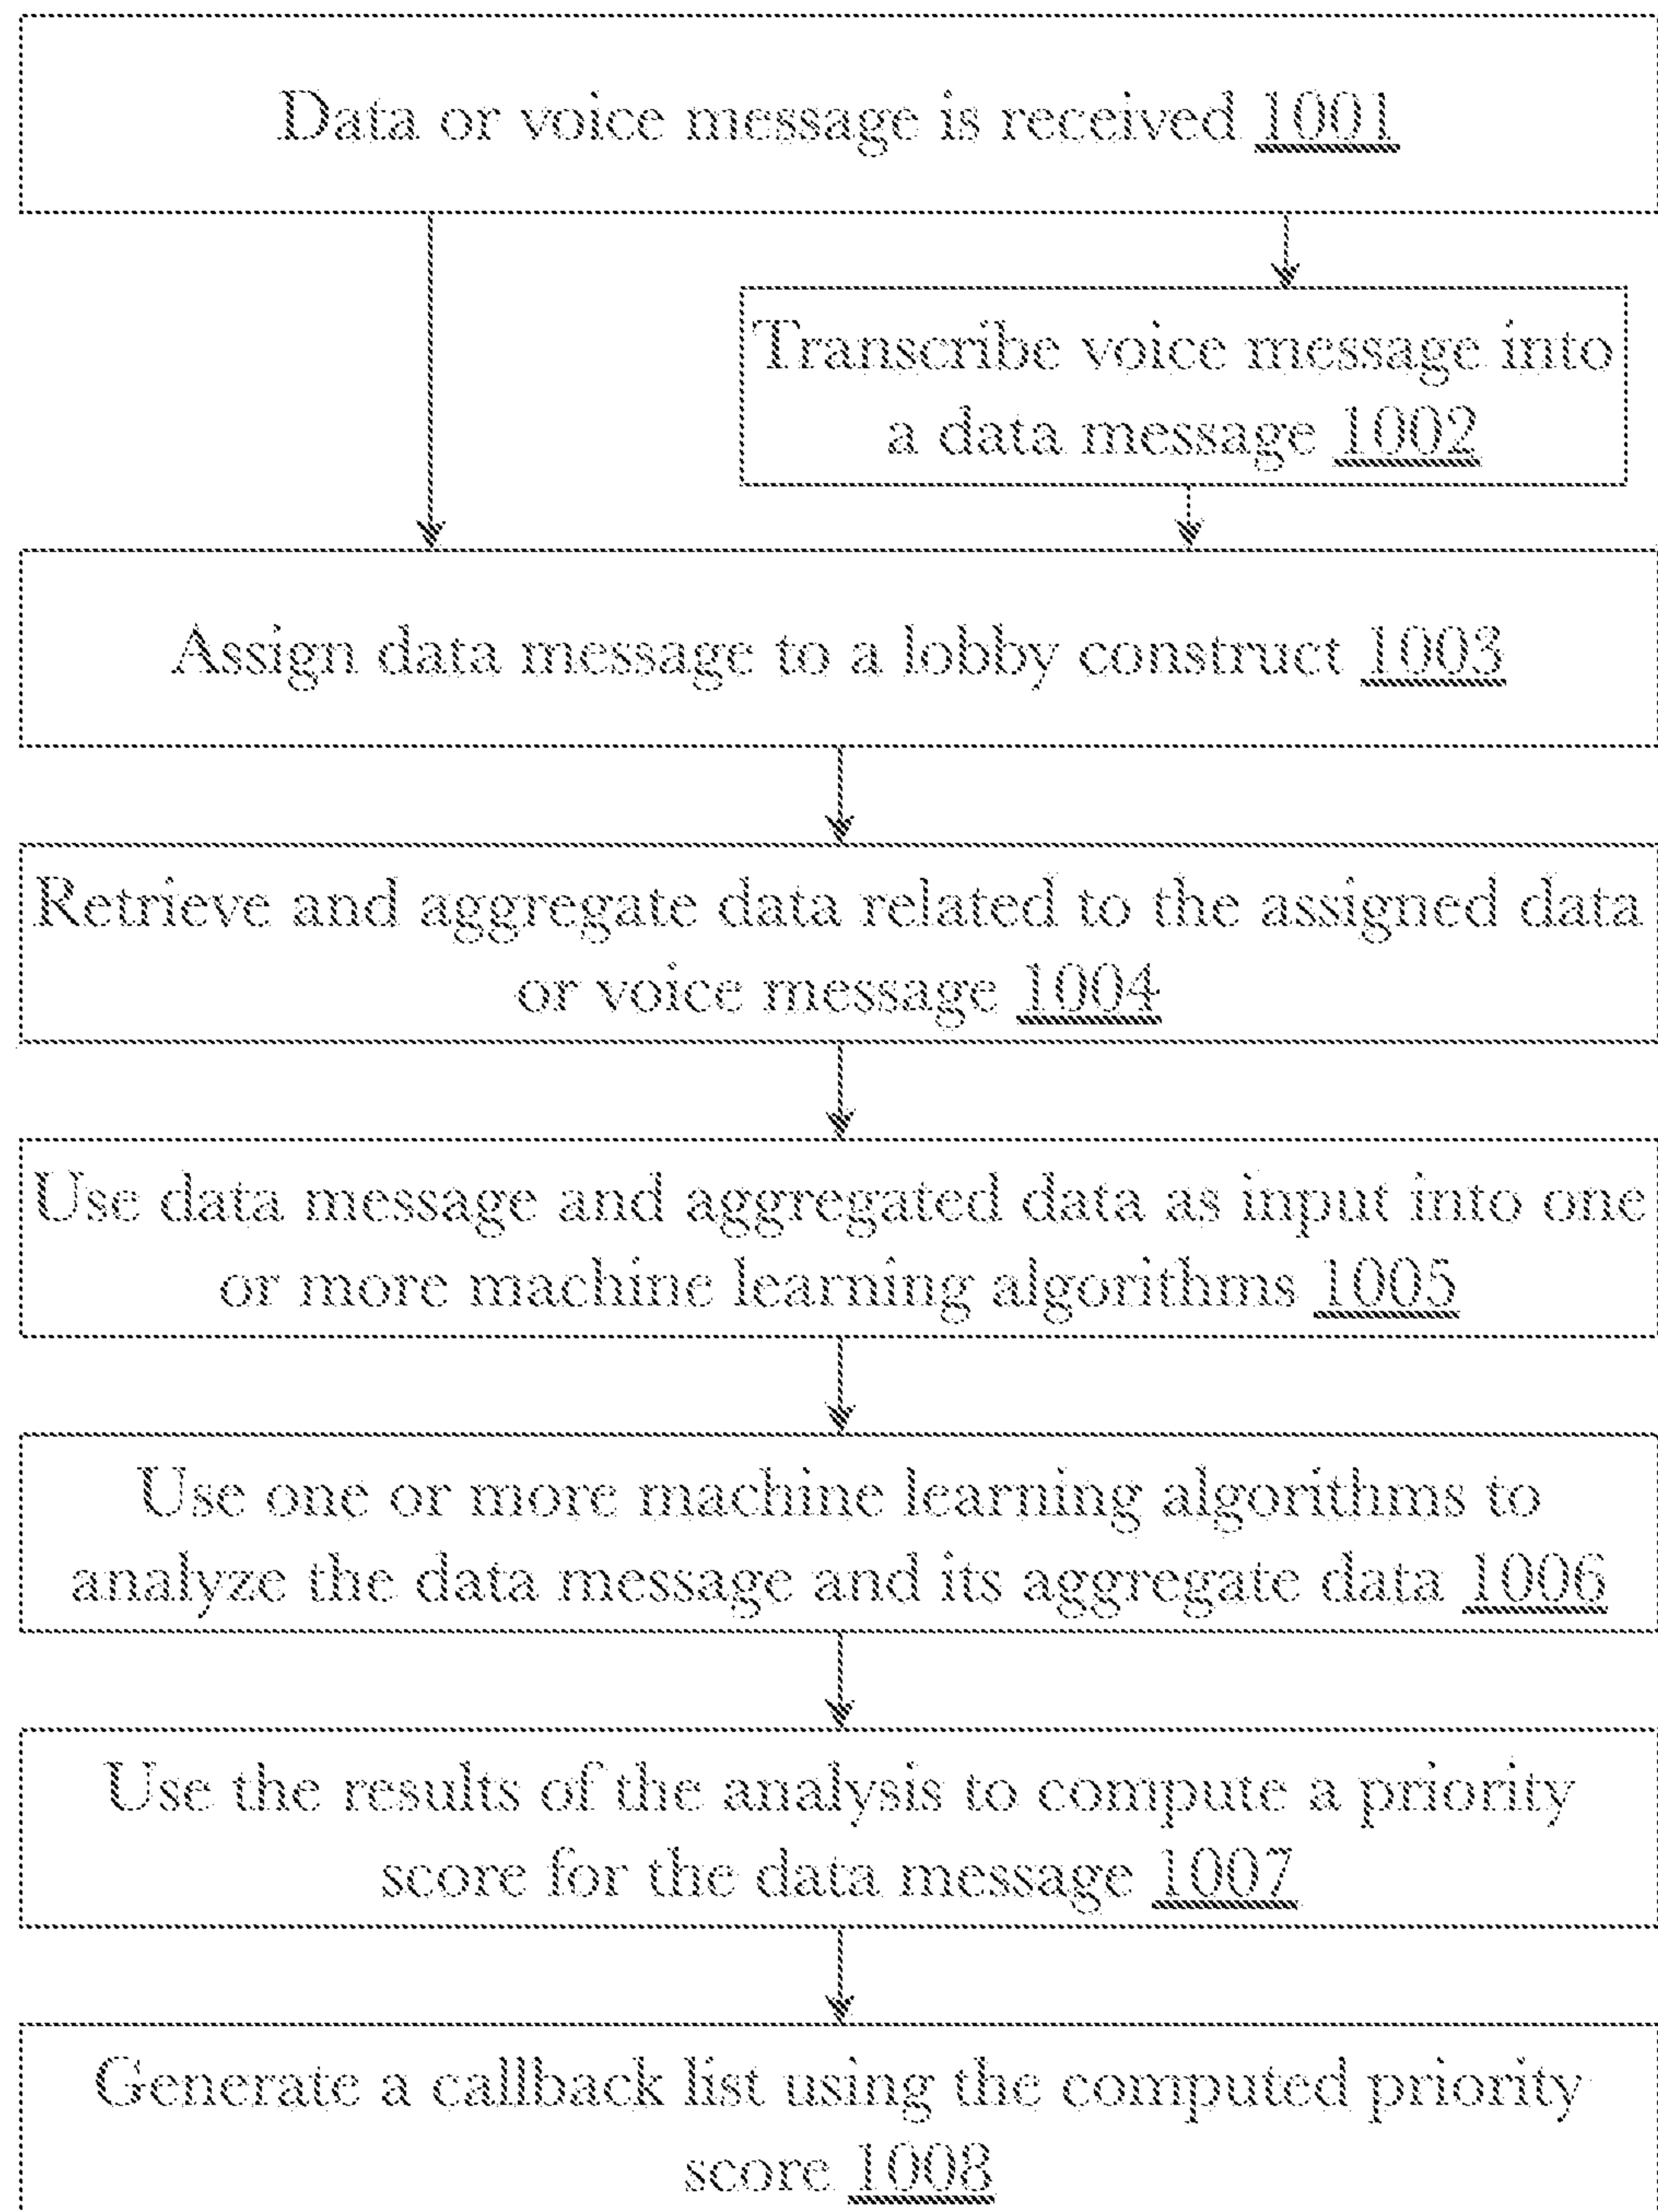 Data or voice message is received 1001
Transcribe voice message into
a data message 1002
Assign data message to a lobby construct 1003
Retrieve and aggregate data related to the assigned data
or voice message 1004
Use data message and aggregated data as input into one
or more machine learning algorithms 1005
Use one or more machine learning algorithms to
analyze the data message and its aggregate data 1006
Use the results of the analysis to compute a priority
score for the data message 1007
Generate a callback list using the computed priority
score 1008